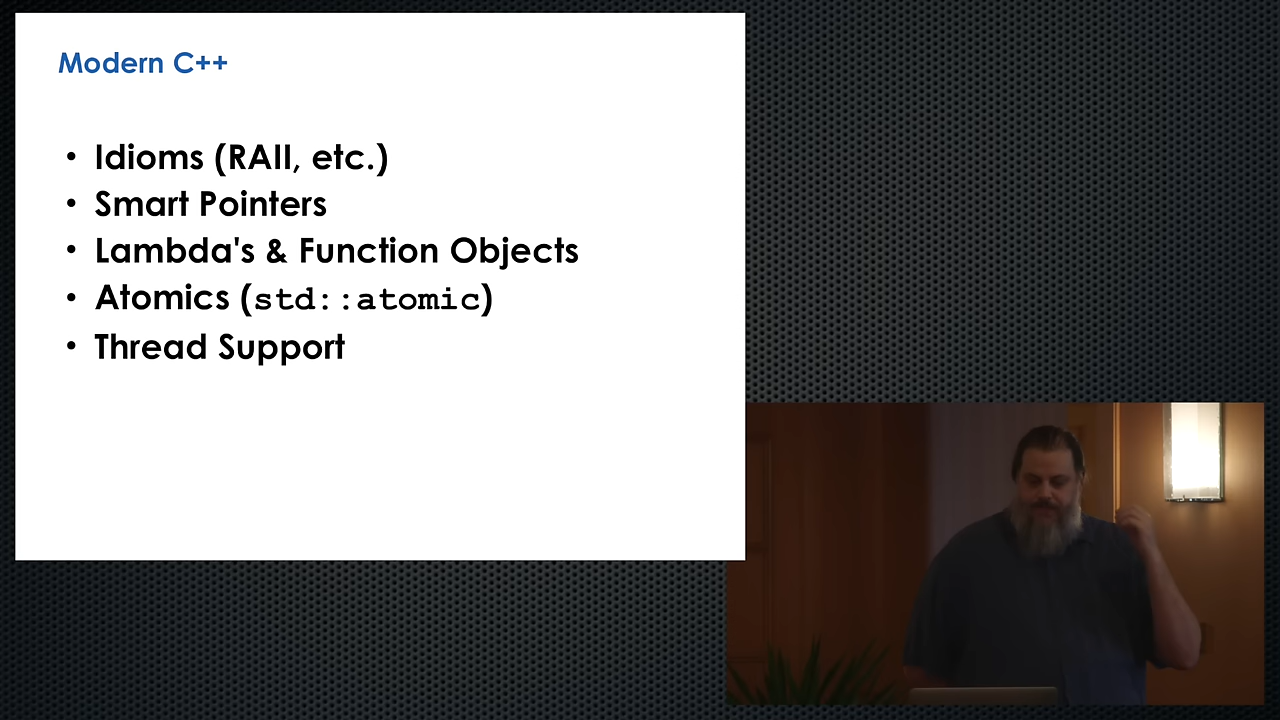 Modern C++
• Idioms (RAII, etc.)
• Smart Pointers
• Lambda's & Function Objects
• Atomics (std::atomic)
• Thread Support